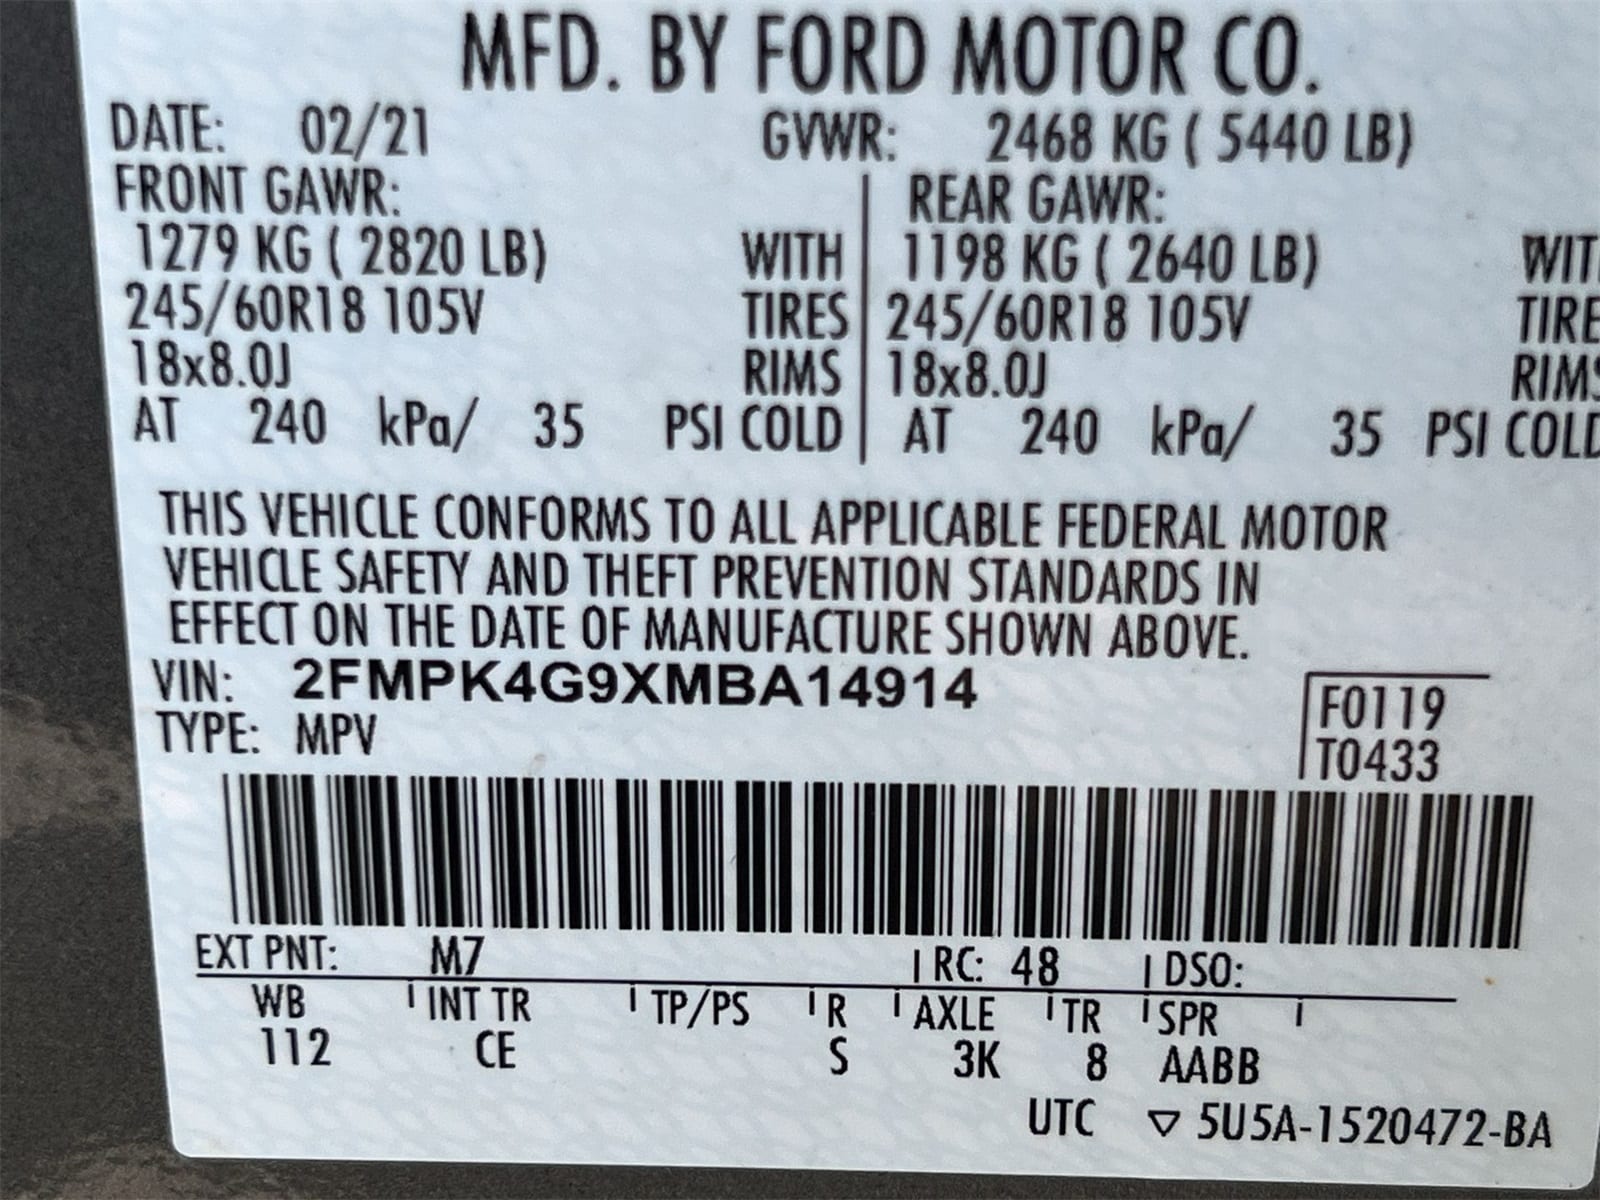 MFD. BY FORD MOTOR CO.
DATE: 02/21 GVWR: 2468 KG ( 5440 LB)
FRONT GAWR: REAR GAWR:
1279 KG ( 2820 LB) WITH 1198 KG ( 2640 LB) WIT
245/60R18 105V TIRES 245/60R18 105V TIRE
18x8.0J RIMS 18x8.0J RIMS
AT 240 kPa/ 35 PSI COLD AT 240 kPa/ 35 PSI COLD
THIS VEHICLE CONFORMS TO ALL APPLICABLE FEDERAL MOTOR
VEHICLE SAFETY AND THEFT PREVENTION STANDARDS IN
EFFECT ON THE DATE OF MANUFACTURE SHOWN ABOVE.
VIN: 2FMPK4G9XMBA14914
F0119
TYPE: MPV
T0433
EXT PNT: M7 RC: 48 DSO:
WB INT TR TP/PS R AXLE TR SPR
112 CE S 3K 8 AABB
UTC ▽ 5U5A-1520472-BA